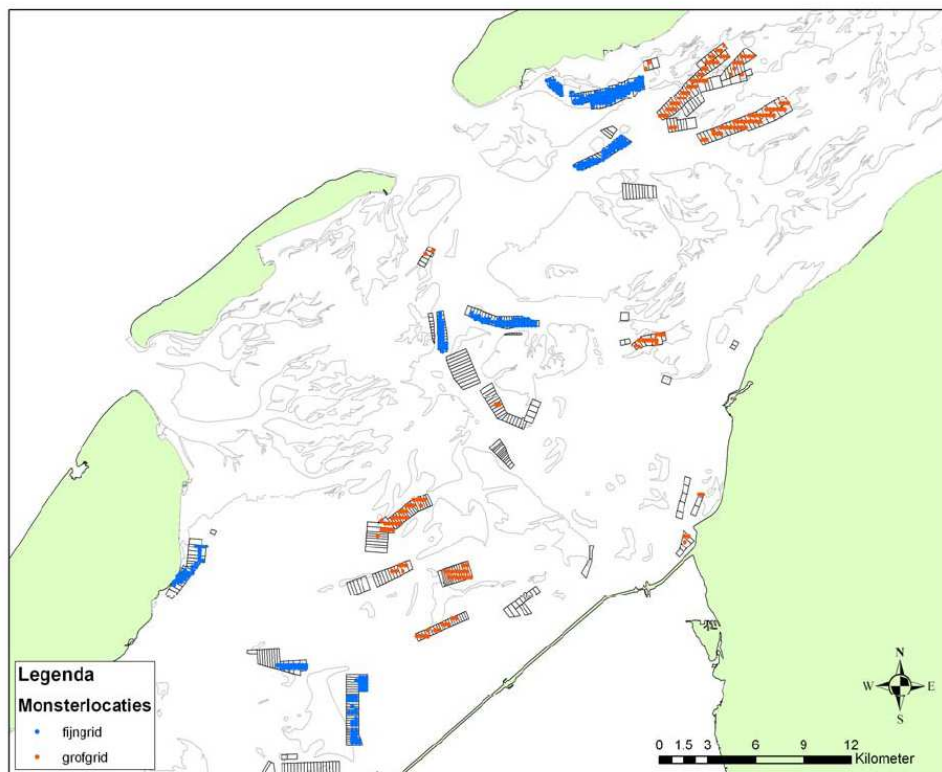 Legenda
Monsterlocaties
fijngrid
grofgrid
N
W E
S
0 1.5 3 6 9 12
Kilometer